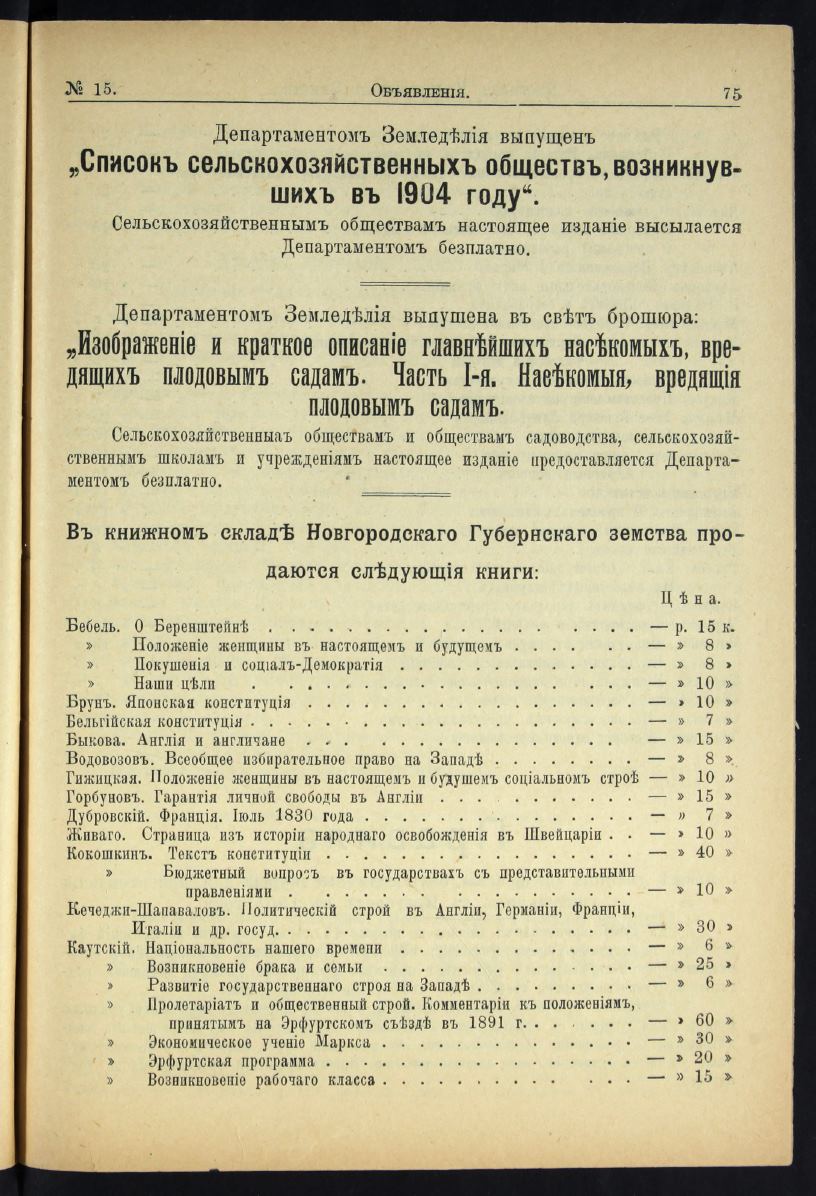 № 15. Объявленія. 75
Департаментомъ Земледѣлія выпущенъ
„Списокъ сельскохозяйственныхъ обществъ, возникнув-
шихъ въ 1904 году“.
Сельскохозяйственнымъ обществамъ настоящее изданіе высылается
Департаментомъ безплатно.
Департаментомъ Земледѣлія выпущена въ свѣтъ брошюра:
„Изображеніе и краткое описаніе главнѣйшихъ насѣкомыхъ, вре-
дящихъ плодовымъ садамъ. Часть I-я. Насѣкомыя, вредящія
плодовымъ садамъ.
Сельскохозяйственныаъ обществамъ и обществамъ садоводства, сельскохозяй-
ственнымъ школамъ и учрежденіямъ настоящее изданіе предоставляется Департа-
ментомъ безплатно.
Въ книжномъ складѣ Новгородскаго Губернскаго земства про-
даются слѣдующія книги:
Цѣна.
Бебель. О Беренштейнѣ . . . . . . . . . . . . . . . . . . — р. 15 к.
» Положеніе женщины въ настоящемъ и будущемъ . . . . . . — » 8 »
» Покушенія и соціалъ-Демократія . . . . . . . . . . . . — » 8 »
» Наши цѣли . . . . . . . . . . . . . . . . — » 10 »
Брунъ. Японская конституція . . . . . . . . . . . . . . . . — » 10 »
Бельгійская конституція . . . . . . . . . . . . . . . . . . — » 7 »
Быкова. Англія и англичане . . . . . . . . . . . . . . . — » 15 »
Водовозовъ. Всеобщее избирательное право на Западѣ . . . . . . . — » 8 »
Гижицкая. Положеніе женщины въ настоящемъ и будушемъ соціальномъ строѣ — » 10 »
Горбуновъ. Гарантія личной свободы въ Англіи . . . . . . . . . — » 15 »
Дубровскій. Франція. Іюль 1830 года . . . . . . . . . . . . . — » 7 »
Живаго. Страница изъ исторіи народнаго освобожденія въ Швейцаріи . . — » 10 »
Кокошкинъ. Текстъ конституціи . . . . . . . . . . . . . . . — » 40 »
» Бюджетный вопросъ въ государствахъ съ представительными
правленіями . . . . . . . . . . . . . . . . — » 10 »
Кечеджи-Шапаваловъ. Политическій строй въ Англіи, Германіи, Франціи,
Италіи и др. госуд. . . . . . . . . . . . . . . . . . — » 30 »
Каутскій. Національность нашего времени . . . . . . . . . . . . — » 6 »
» Возникновеніе брака и семьи . . . . . . . . . . . . . — » 25 »
» Развитіе государственнаго строя на Западѣ . . . . . . . . — » 6 »
» Пролетаріатъ и общественный строй. Комментаріи къ положеніямъ,
принятымъ на Эрфуртскомъ съѣздѣ въ 1891 г. . . . . . . — » 60 »
» Экономическое ученіе Маркса . . . . . . . . . . . . . — » 30 »
» Эрфуртская программа . . . . . . . . . . . . . . . — » 20 »
» Возникновеніе рабочаго класса . . . . . . . . . . . . — » 15 »